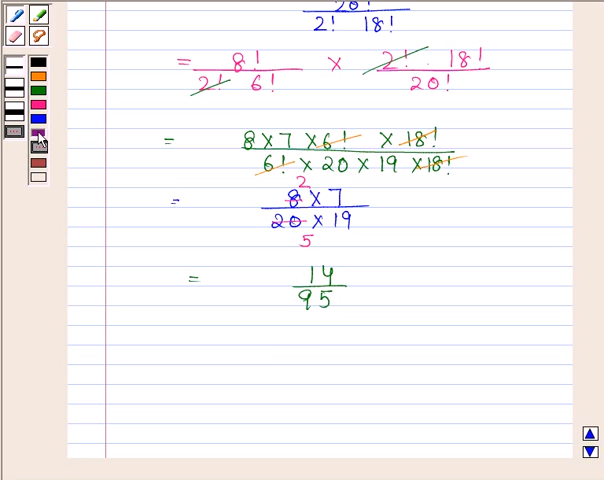 20!
2! 18!
= 8! / 2! 6! × 2! . 18! / 20!
= 8 × 7 × 6! × 18! / 6! × 20 × 19 × 18!
2
= 8 × 7 / 20 × 19
5
= 14 / 95